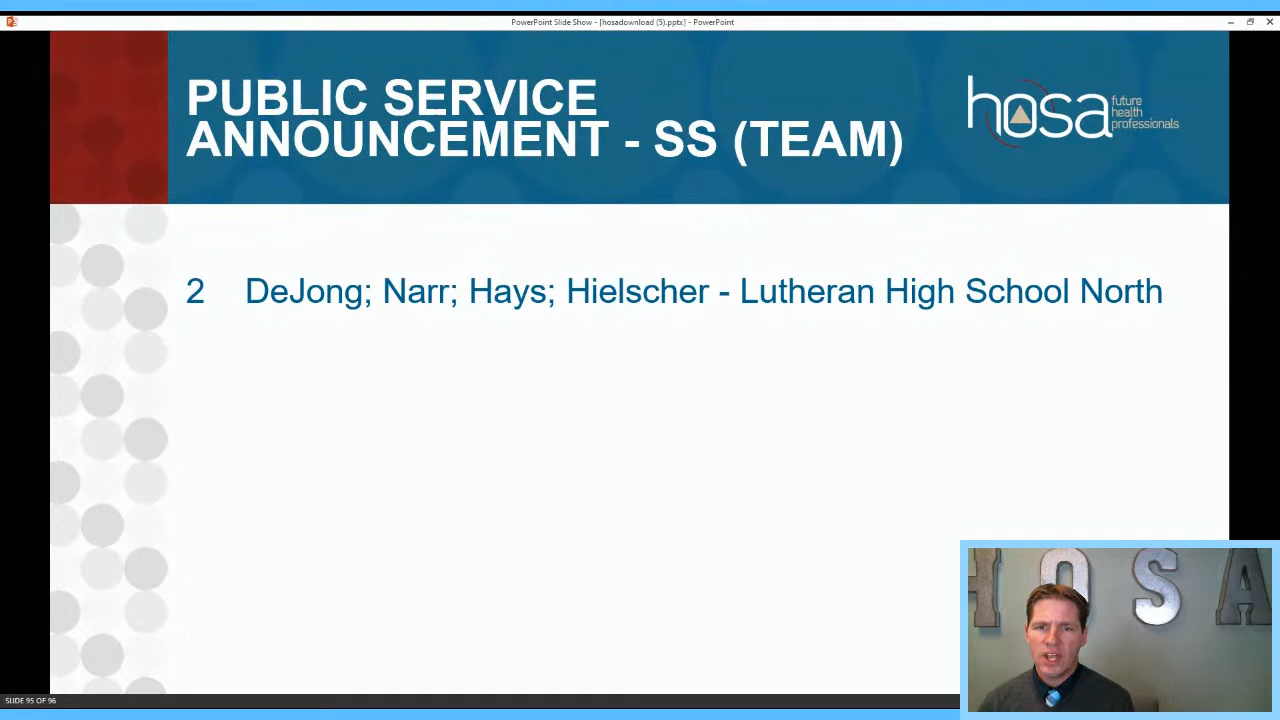 PowerPoint Slide Show - [hosadownload (5).pptx] - PowerPoint
PUBLIC SERVICE
ANNOUNCEMENT - SS (TEAM)
hosa
future
health
professionals
2 DeJong; Narr; Hays; Hielscher - Lutheran High School North
HOSA
SLIDE 95 OF 96